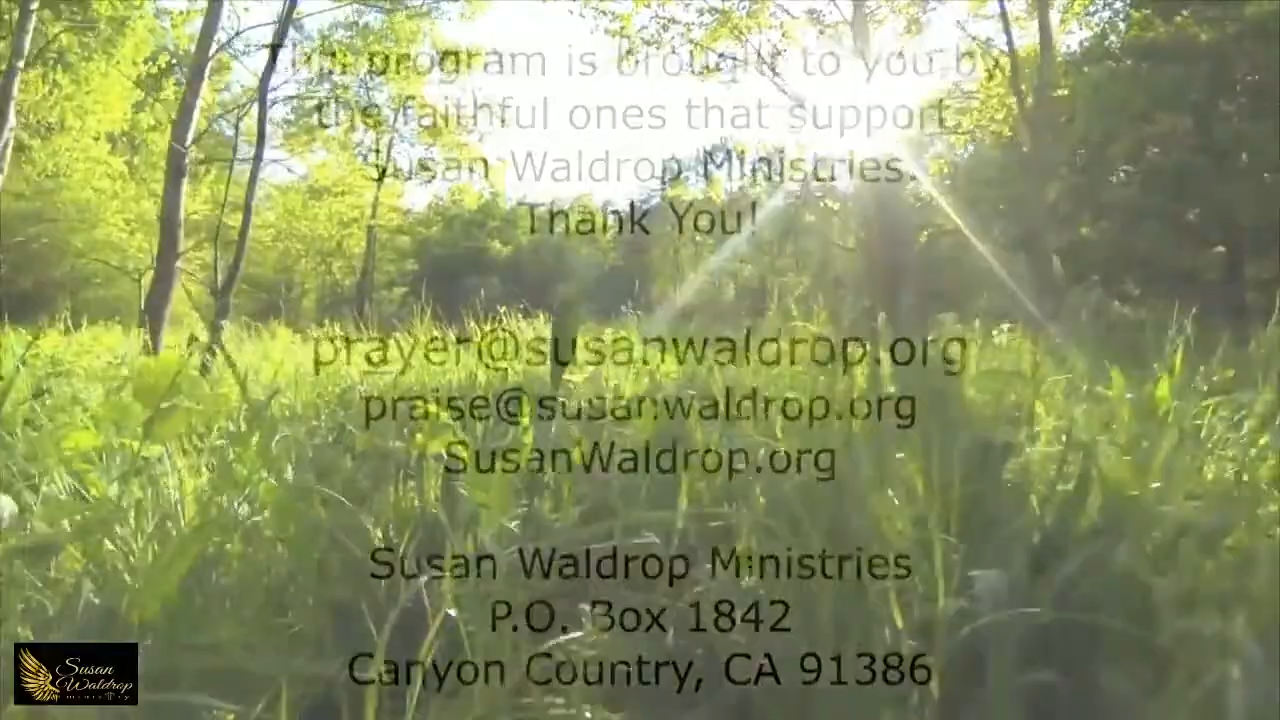 This program is brought to you by
the faithful ones that support
Susan Waldrop Ministries.
Thank You!
prayer@susanwaldrop.org
praise@susanwaldrop.org
SusanWaldrop.org
Susan Waldrop Ministries
P.O. Box 1842
Canyon Country, CA 91386
Susan
Waldrop